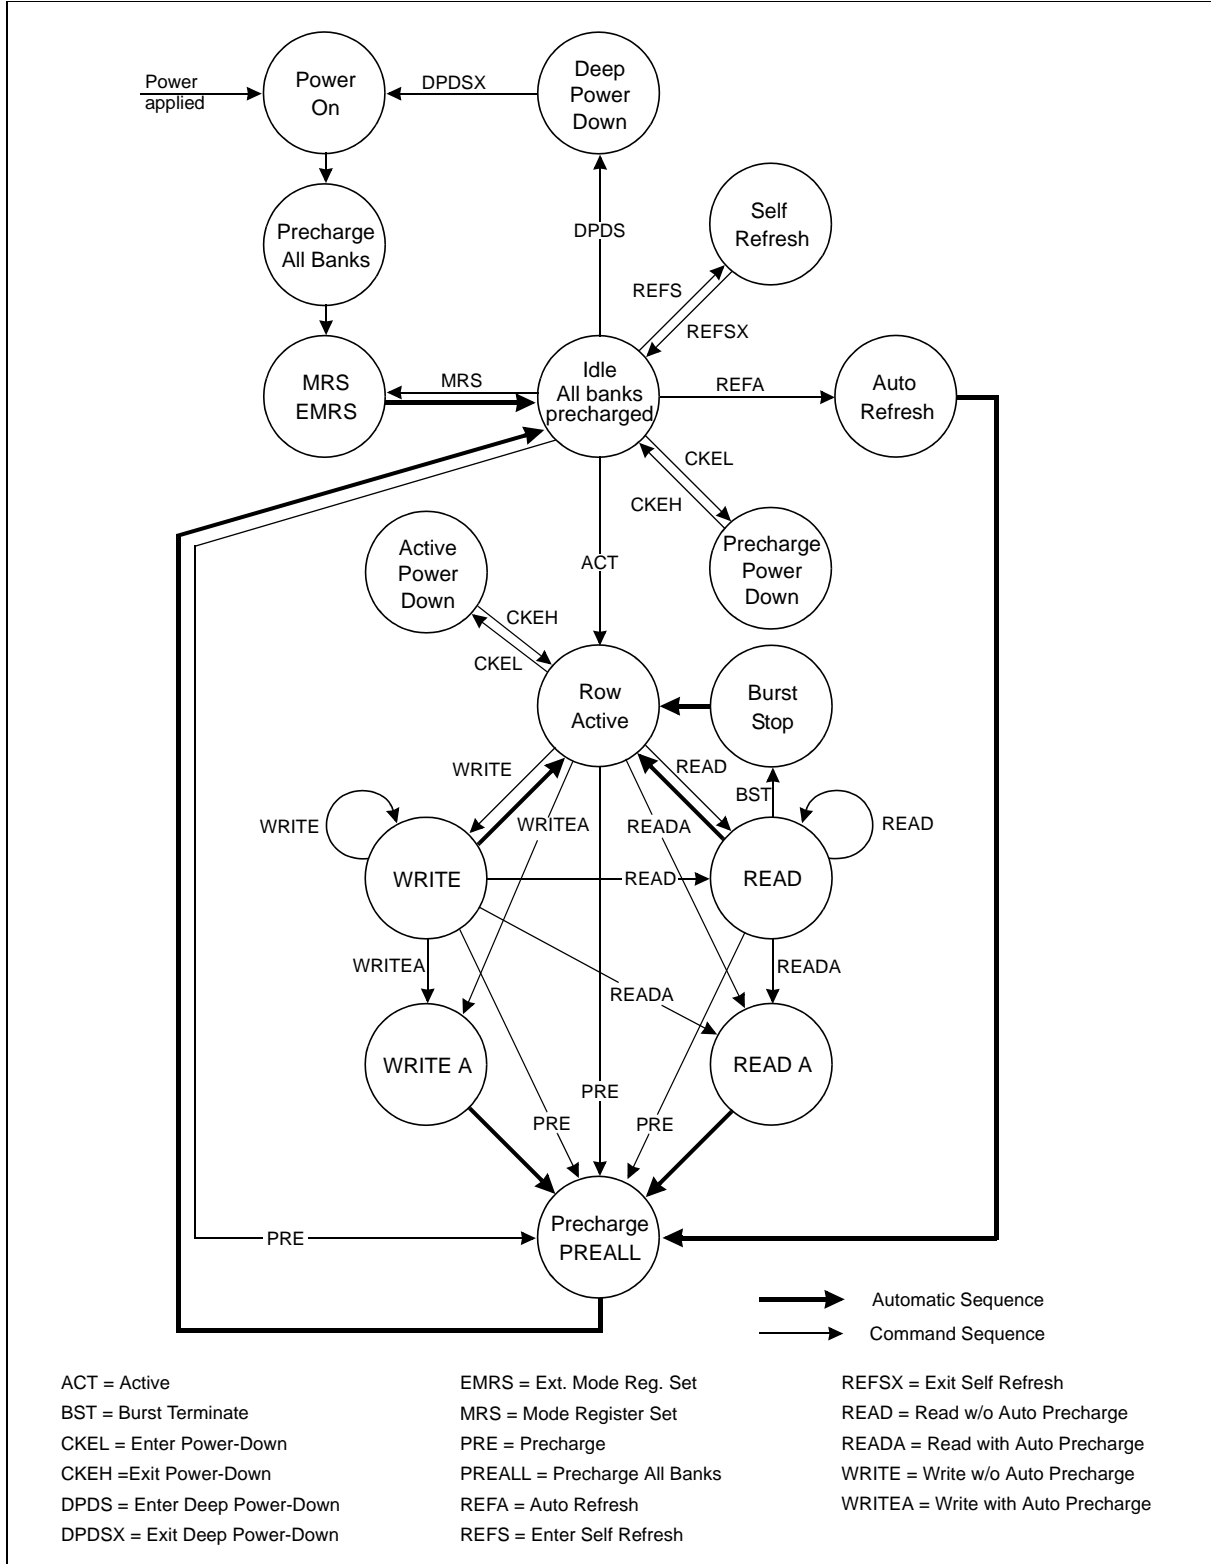 Power
applied
Power
On
DPDSX
Deep
Power
Down
Precharge
All Banks
DPDS
Self
Refresh
REFS
REFSX
MRS
EMRS
MRS
Idle
All banks
precharged
REFA
Auto
Refresh
CKEL
CKEH
Precharge
Power
Down
ACT
Active
Power
Down
CKEH
CKEL
Row
Active
Burst
Stop
WRITE
READ
BST
WRITE
WRITEA
READA
READ
WRITE
READ
READ
WRITEA
READA
READA
WRITE A
READ A
PRE
PRE
PRE
Precharge
PREALL
PRE
Automatic Sequence
Command Sequence
ACT = Active
BST = Burst Terminate
CKEL = Enter Power-Down
CKEH =Exit Power-Down
DPDS = Enter Deep Power-Down
DPDSX = Exit Deep Power-Down
EMRS = Ext. Mode Reg. Set
MRS = Mode Register Set
PRE = Precharge
PREALL = Precharge All Banks
REFA = Auto Refresh
REFS = Enter Self Refresh
REFSX = Exit Self Refresh
READ = Read w/o Auto Precharge
READA = Read with Auto Precharge
WRITE = Write w/o Auto Precharge
WRITEA = Write with Auto Precharge